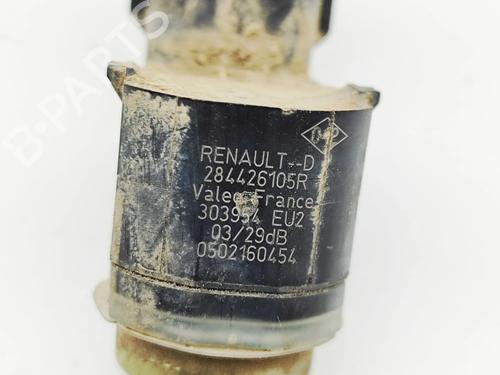 B-PARTS
RENAULT--D
284426105R
Valeo France
303954 EU2
03/29dB
0502160454